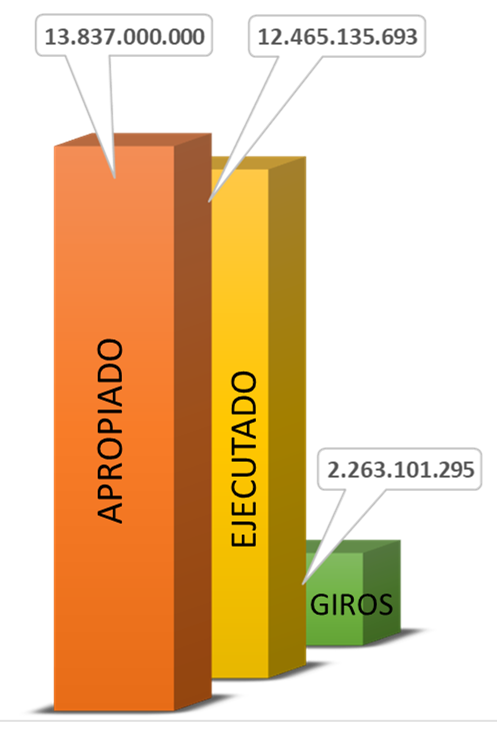 13.837.000.000
12.465.135.693
APROPIADO
EJECUTADO
2.263.101.295
GIROS